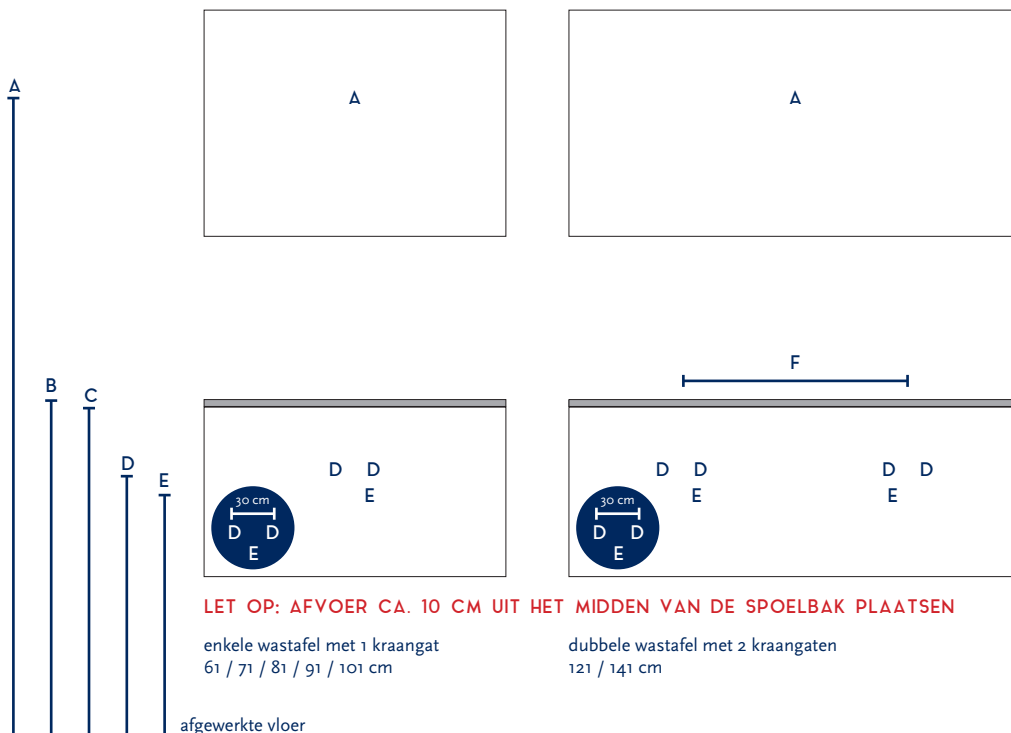 A
A
A
F
B
C
D
E
D D
E
30 cm
D D
E
D D
E
D D
E
30 cm
D D
E
LET OP: AFVOER CA. 10 CM UIT HET MIDDEN VAN DE SPOELBAK PLAATSEN
enkele wastafel met 1 kraangat
61 / 71 / 81 / 91 / 101 cm
dubbele wastafel met 2 kraangaten
121 / 141 cm
afgewerkte vloer